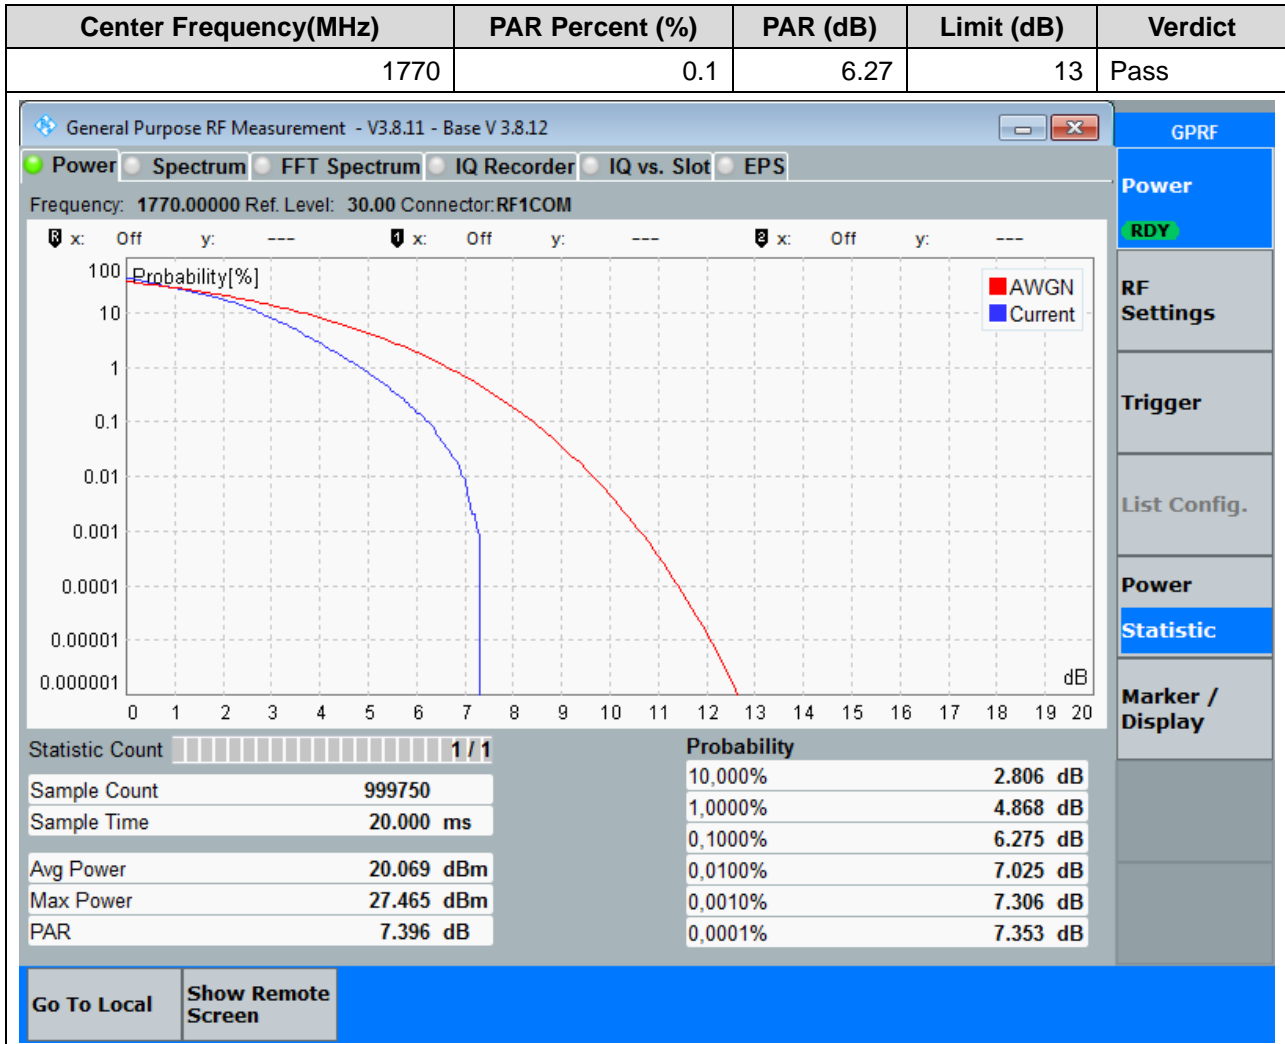 Center Frequency(MHz) PAR Percent (%) PAR (dB) Limit (dB) Verdict
1770 0.1 6.27 13 Pass
General Purpose RF Measurement - V3.8.11 - Base V 3.8.12
GPRF
Power Spectrum FFT Spectrum IQ Recorder IQ vs. Slot EPS
Frequency: 1770.00000 Ref. Level: 30.00 Connector:RF1COM
R x: Off y: --- 1 x: Off y: --- 2 x: Off y: ---
Probability[%]
100
10
1
0.1
0.01
0.001
0.0001
0.00001
0.000001
AWGN
Current
dB
0 1 2 3 4 5 6 7 8 9 10 11 12 13 14 15 16 17 18 19 20
Statistic Count 1 / 1
Sample Count 999750
Sample Time 20.000 ms
Avg Power 20.069 dBm
Max Power 27.465 dBm
PAR 7.396 dB
Probability
10,000% 2.806 dB
1,0000% 4.868 dB
0,1000% 6.275 dB
0,0100% 7.025 dB
0,0010% 7.306 dB
0,0001% 7.353 dB
Power
RDY
RF
Settings
Trigger
List Config.
Power
Statistic
Marker /
Display
Go To Local
Show Remote
Screen